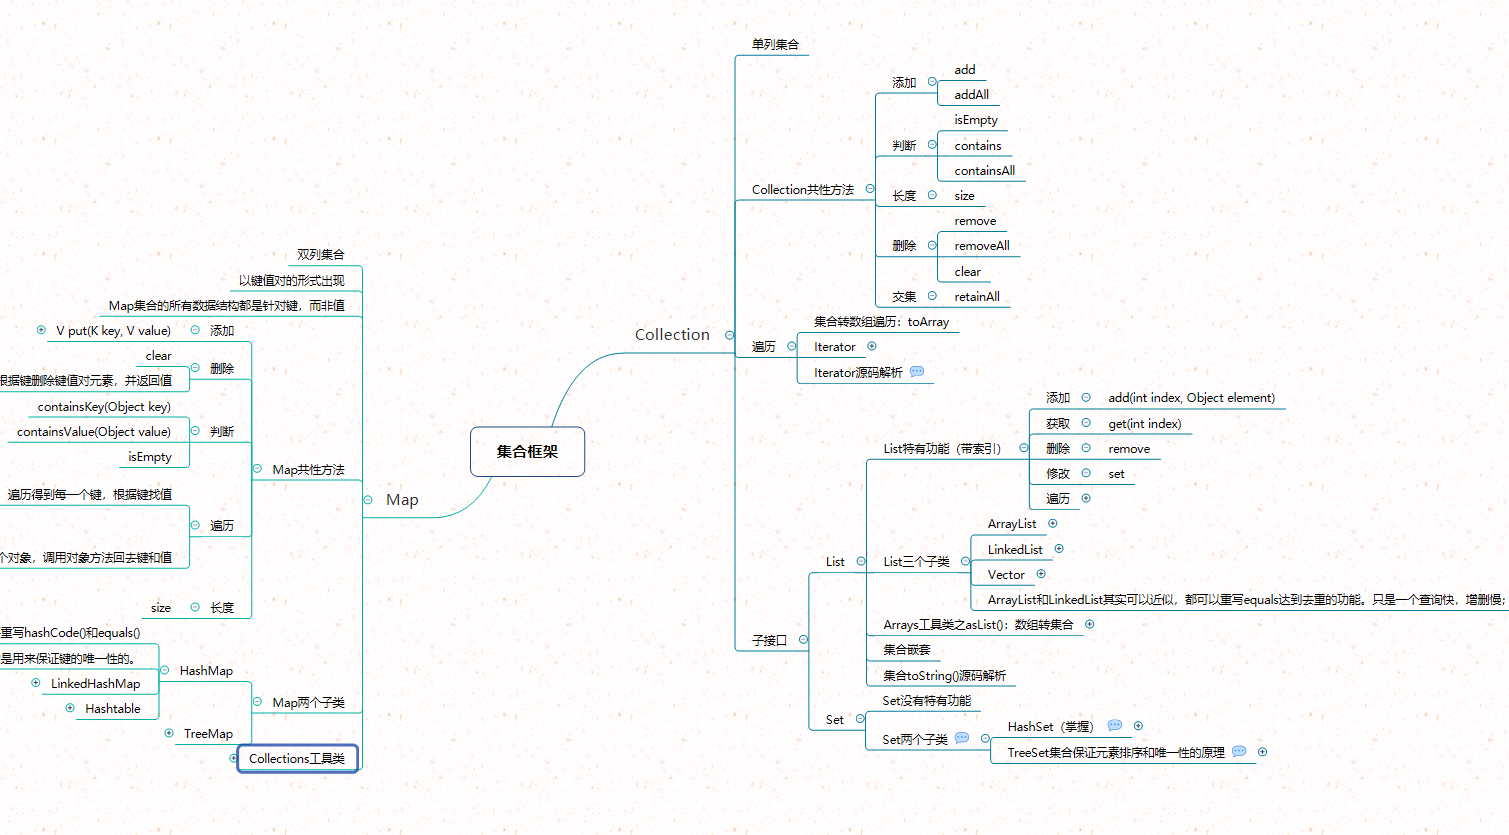 单列集合
add
添加
addAll
isEmpty
判断
contains
containsAll
Collection共性方法
长度
size
remove
删除
removeAll
clear
交集
retainAll
Collection
集合转数组遍历：toArray
遍历
Iterator
Iterator源码解析
添加
add(int index, Object element)
获取
get(int index)
List特有功能（带索引）
删除
remove
修改
set
遍历
ArrayList
LinkedList
List
List三个子类
Vector
ArrayList和LinkedList其实可以近似，都可以重写equals达到去重的功能。只是一个查询快，增删慢；
Arrays工具类之asList()：数组转集合
子接口
集合嵌套
集合toString()源码解析
Set没有特有功能
Set
HashSet（掌握）
Set两个子类
TreeSet集合保证元素排序和唯一性的原理
集合框架
双列集合
以键值对的形式出现
Map集合的所有数据结构都是针对键，而非值
V put(K key, V value)
添加
clear
删除
根据键删除键值对元素，并返回值
containsKey(Object key)
containsValue(Object value)
判断
isEmpty
Map共性方法
遍历得到每一个键，根据键找值
Map
遍历
个对象，调用对象方法回去键和值
size
长度
重写hashCode()和equals()
是用来保证键的唯一性的。
HashMap
LinkedHashMap
Map两个子类
Hashtable
TreeMap
Collections工具类